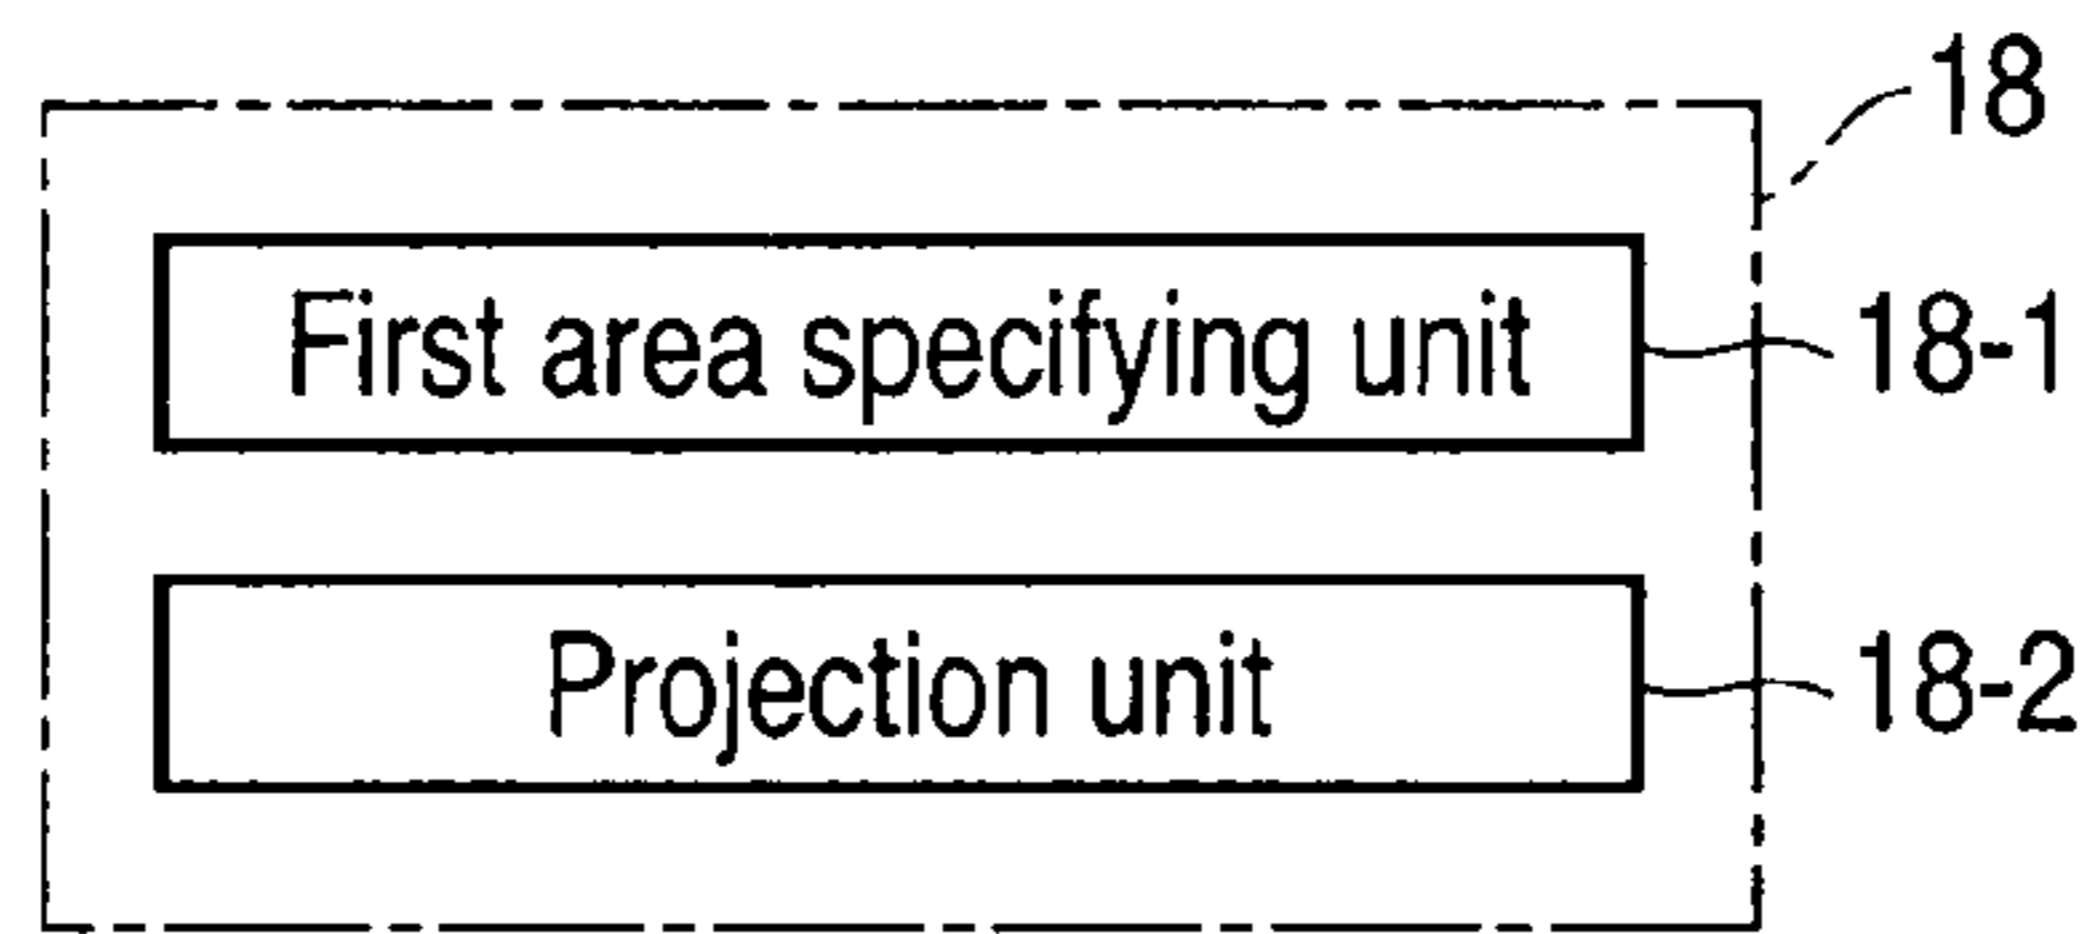 18
First area specifying unit
18-1
Projection unit
18-2